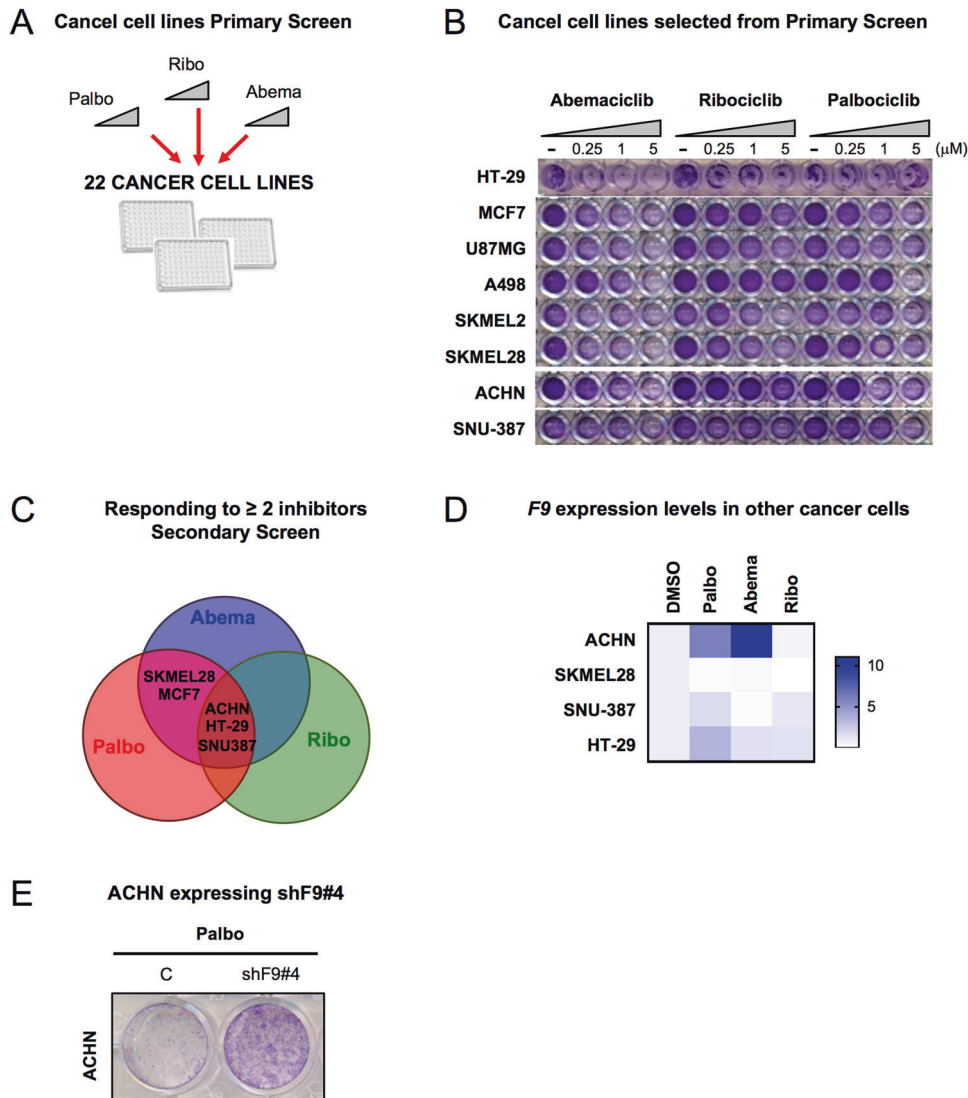 A Cancel cell lines Primary Screen
Ribo
Palbo
Abema
22 CANCER CELL LINES
B Cancel cell lines selected from Primary Screen
Abemaciclib Ribociclib Palbociclib
– 0.25 1 5 – 0.25 1 5 – 0.25 1 5 (μM)
HT-29
MCF7
U87MG
A498
SKMEL2
SKMEL28
ACHN
SNU-387
C Responding to ≥ 2 inhibitors
Secondary Screen
Abema
SKMEL28
MCF7
ACHN
HT-29
SNU387
Palbo
Ribo
D F9 expression levels in other cancer cells
DMSO Palbo Abema Ribo
ACHN
SKMEL28
SNU-387
HT-29
10
5
E ACHN expressing shF9#4
Palbo
C shF9#4
ACHN